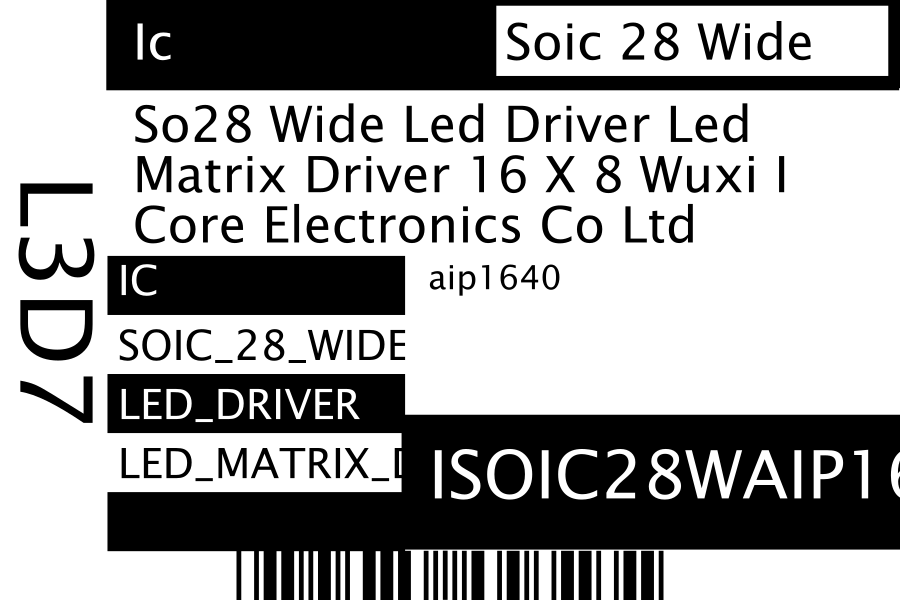 Ic
Soic 28 Wide
So28 Wide Led Driver Led
Matrix Driver 16 X 8 Wuxi I
Core Electronics Co Ltd
L3D7
IC
aip1640
SOIC_28_WIDE
LED_DRIVER
LED_MATRIX_D
ISOIC28WAIP16